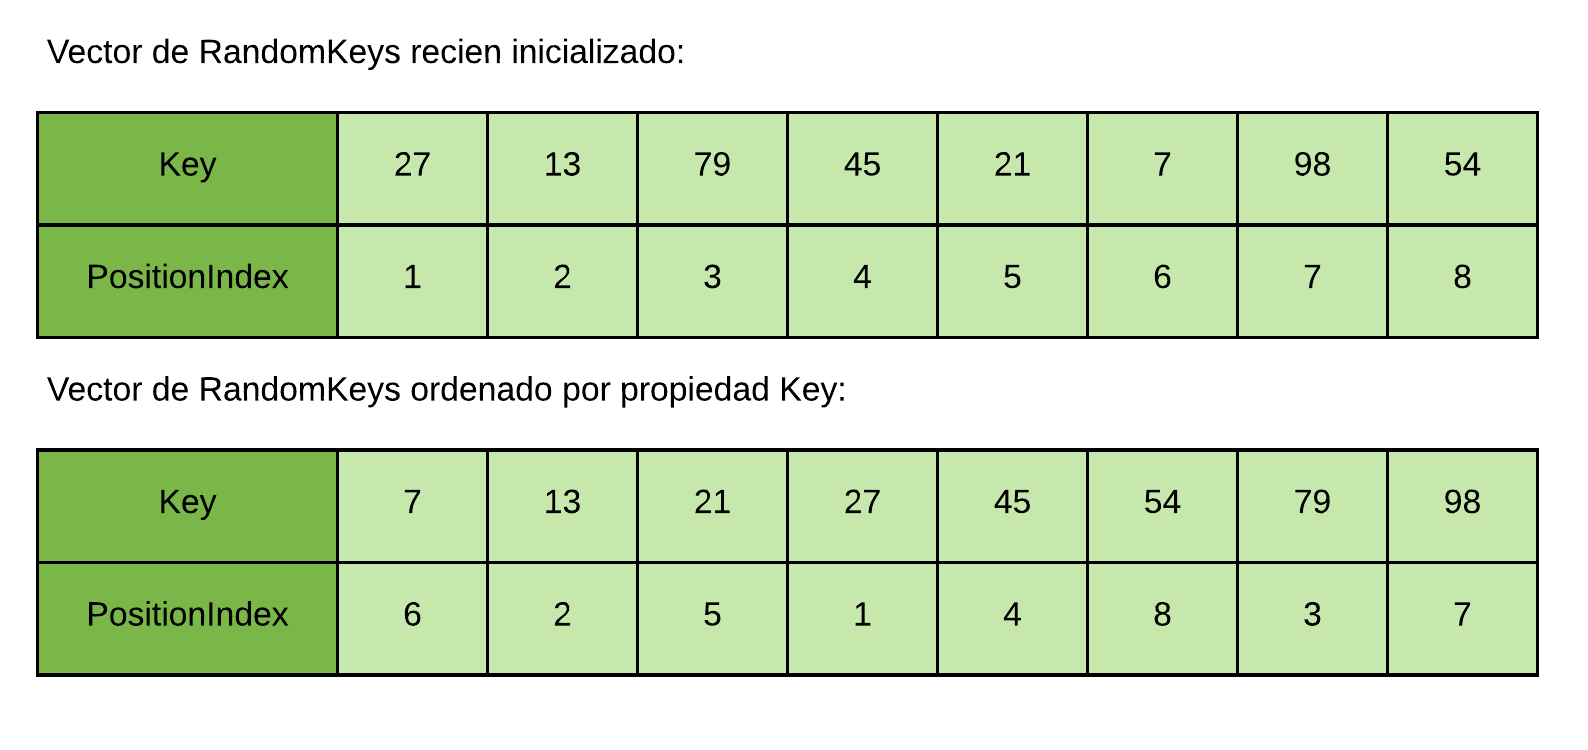 Vector de RandomKeys recien inicializado:
Key 27 13 79 45 21 7 98 54
PositionIndex 1 2 3 4 5 6 7 8
Vector de RandomKeys ordenado por propiedad Key:
Key 7 13 21 27 45 54 79 98
PositionIndex 6 2 5 1 4 8 3 7